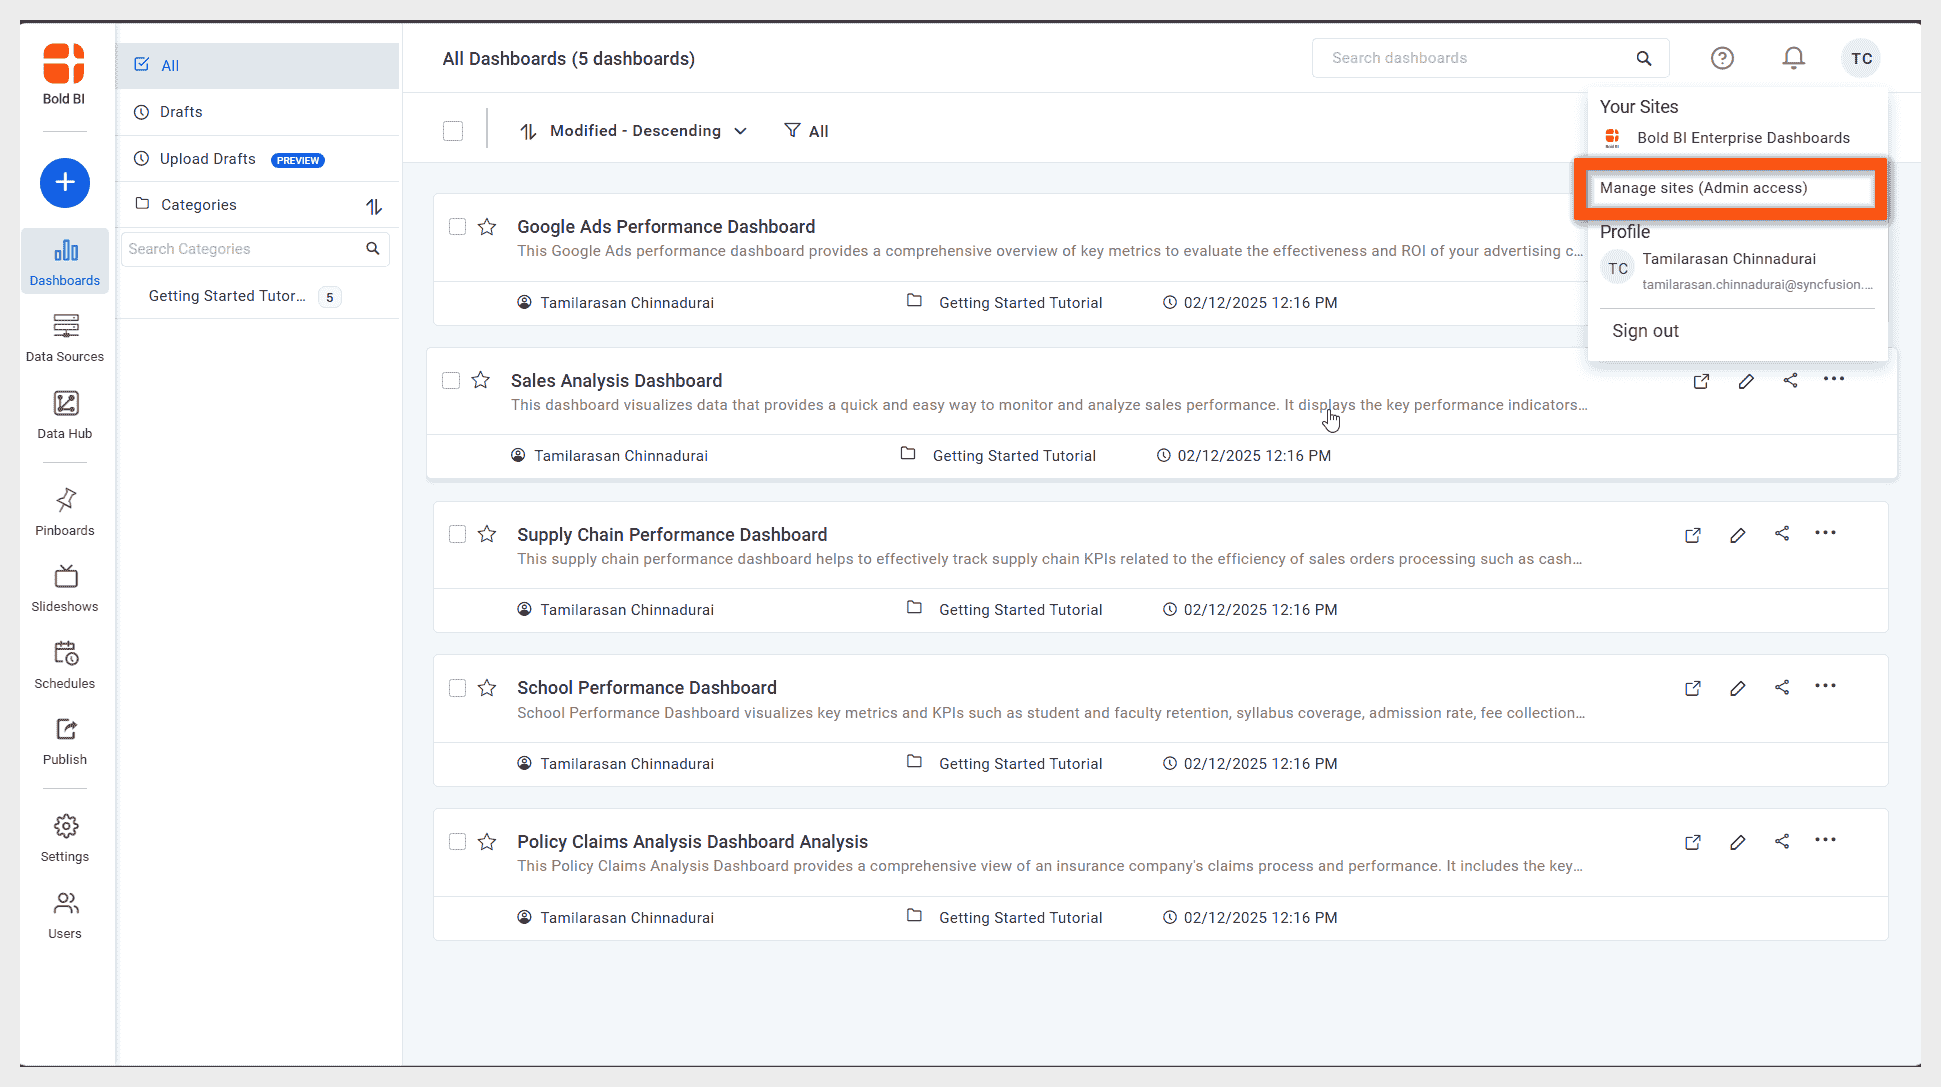 Bold BI
Dashboards
Data Sources
Data Hub
Pinboards
Slideshows
Schedules
Publish
Settings
Users
All
Drafts
Upload Drafts PREVIEW
Categories
Search Categories
Getting Started Tutor... 5
All Dashboards (5 dashboards)
Search dashboards
TC
Modified - Descending
All
Your Sites
Bold BI Enterprise Dashboards
Manage sites (Admin access)
Profile
TC
Tamilarasan Chinnadurai
tamilarasan.chinnadurai@syncfusion....
Sign out
Google Ads Performance Dashboard
This Google Ads performance dashboard provides a comprehensive overview of key metrics to evaluate the effectiveness and ROI of your advertising c...
Tamilarasan Chinnadurai Getting Started Tutorial 02/12/2025 12:16 PM
Sales Analysis Dashboard
This dashboard visualizes data that provides a quick and easy way to monitor and analyze sales performance. It displays the key performance indicators...
Tamilarasan Chinnadurai Getting Started Tutorial 02/12/2025 12:16 PM
Supply Chain Performance Dashboard
This supply chain performance dashboard helps to effectively track supply chain KPIs related to the efficiency of sales orders processing such as cash...
Tamilarasan Chinnadurai Getting Started Tutorial 02/12/2025 12:16 PM
School Performance Dashboard
School Performance Dashboard visualizes key metrics and KPIs such as student and faculty retention, syllabus coverage, admission rate, fee collection...
Tamilarasan Chinnadurai Getting Started Tutorial 02/12/2025 12:16 PM
Policy Claims Analysis Dashboard Analysis
This Policy Claims Analysis Dashboard provides a comprehensive view of an insurance company's claims process and performance. It includes the key...
Tamilarasan Chinnadurai Getting Started Tutorial 02/12/2025 12:16 PM